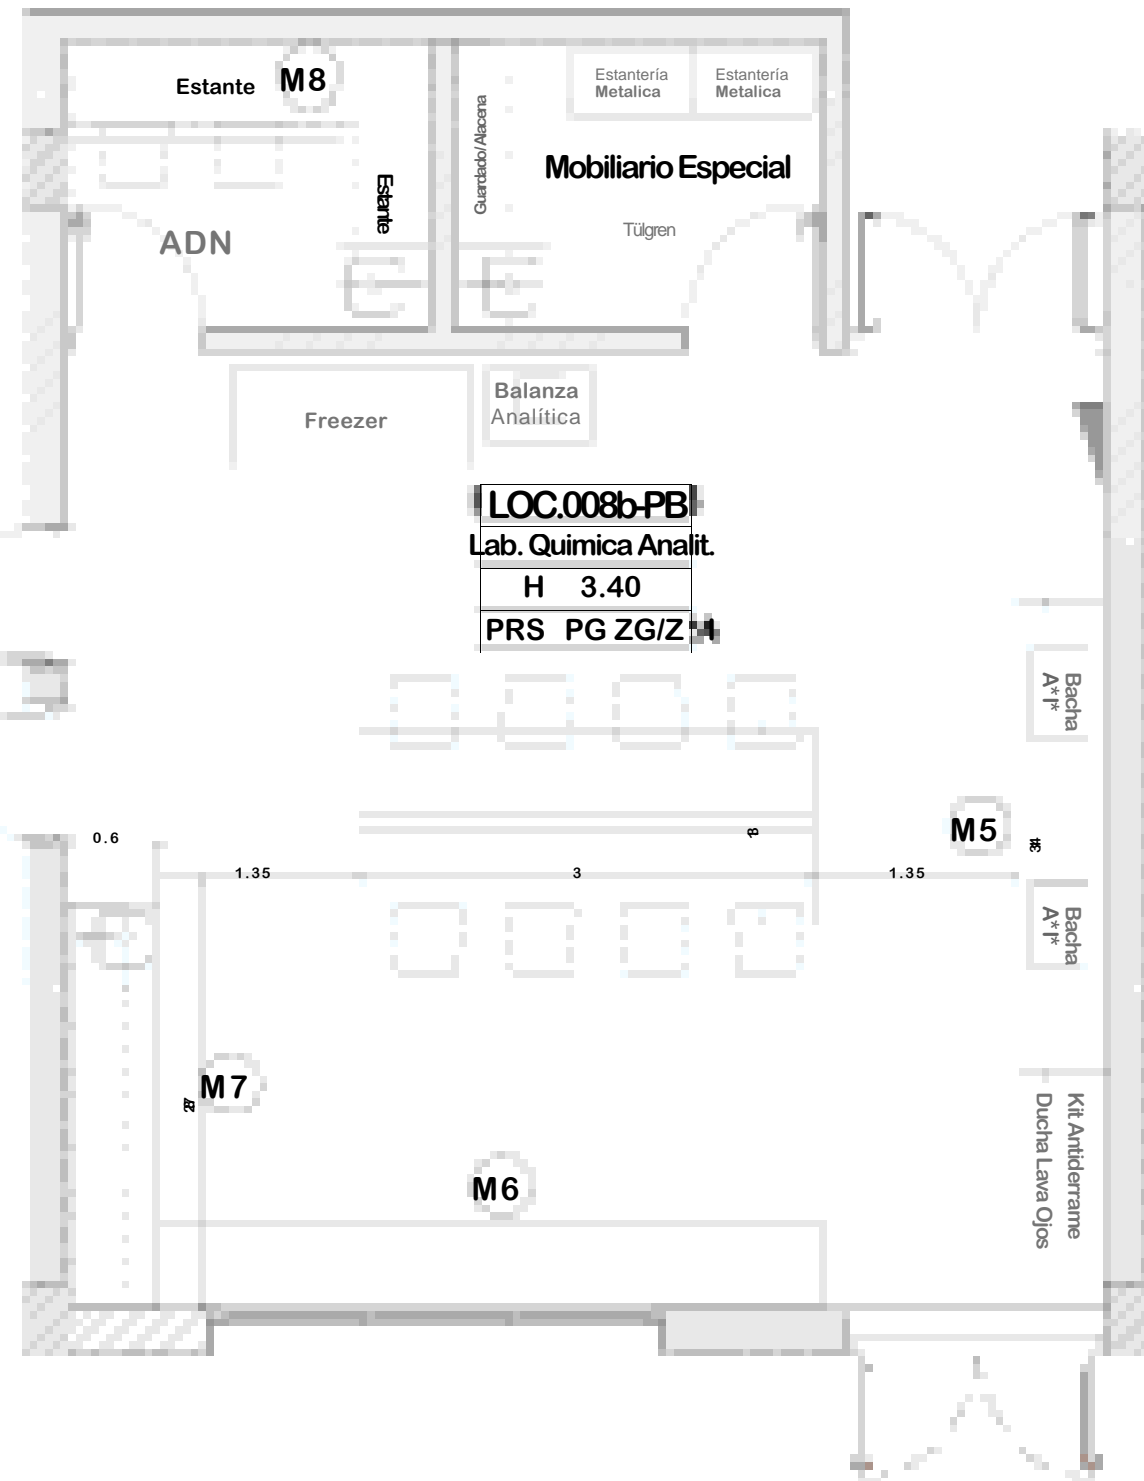 Estante M8
Estantería
Metalica
Estantería
Metalica
Guardado/Alacena
Mobiliario Especial
Estante
Tülgren
ADN
Freezer
Balanza
Analítica
LOC.008b-PB
Lab. Quimica Analit.
H 3.40
PRS PG ZG/Z
Bacha
A*I*
M5
0.6
1.35
3
1.35
Bacha
A*I*
M7
M6
Kit Antiderrame
Ducha Lava Ojos